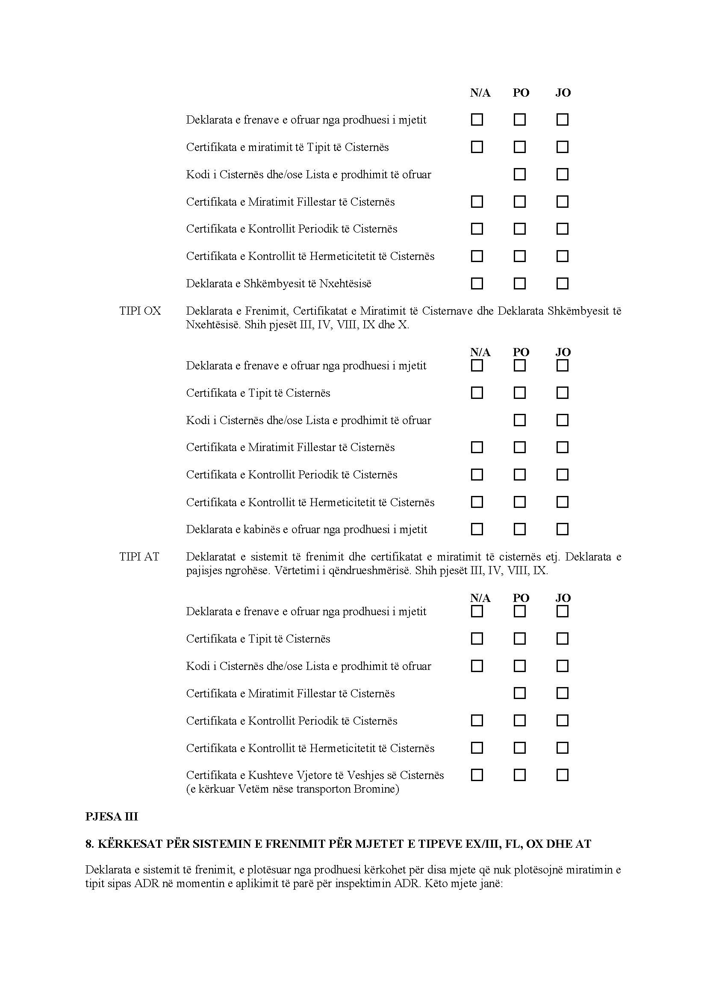 N/A PO JO
Deklarata e frenave e ofruar nga prodhuesi i mjetit
Certifikata e miratimit të Tipit të Cisternës
Kodi i Cisternës dhe/ose Lista e prodhimit të ofruar
Certifikata e Miratimit Fillestar të Cisternës
Certifikata e Kontrollit Periodik të Cisternës
Certifikata e Kontrollit të Hermeticitetit të Cisternës
Deklarata e Shkëmbyesit të Nxehtësisë
TIPI OX Deklarata e Frenimit, Certifikatat e Miratimit të Cisternave dhe Deklarata Shkëmbyesit të
Nxehtësisë. Shih pjesët III, IV, VIII, IX dhe X.
N/A PO JO
Deklarata e frenave e ofruar nga prodhuesi i mjetit
Certifikata e Tipit të Cisternës
Kodi i Cisternës dhe/ose Lista e prodhimit të ofruar
Certifikata e Miratimit Fillestar të Cisternës
Certifikata e Kontrollit Periodik të Cisternës
Certifikata e Kontrollit të Hermeticitetit të Cisternës
Deklarata e kabinës e ofruar nga prodhuesi i mjetit
TIPI AT Deklaratat e sistemit të frenimit dhe certifikatat e miratimit të cisternës etj. Deklarata e
pajisjes ngrohëse. Vërtetimi i qëndrueshmërisë. Shih pjesët III, IV, VIII, IX.
N/A PO JO
Deklarata e frenave e ofruar nga prodhuesi i mjetit
Certifikata e Tipit të Cisternës
Kodi i Cisternës dhe/ose Lista e prodhimit të ofruar
Certifikata e Miratimit Fillestar të Cisternës
Certifikata e Kontrollit Periodik të Cisternës
Certifikata e Kontrollit të Hermeticitetit të Cisternës
Certifikata e Kushteve Vjetore të Veshjes së Cisternës
(e kërkuar Vetëm nëse transporton Bromine)
PJESA III
8. KËRKESAT PËR SISTEMIN E FRENIMIT PËR MJETET E TIPEVE EX/III, FL, OX DHE AT
Deklarata e sistemit të frenimit, e plotësuar nga prodhuesi kërkohet për disa mjete që nuk plotësojnë miratimin e
tipit sipas ADR në momentin e aplikimit të parë për inspektimin ADR. Këto mjete janë: